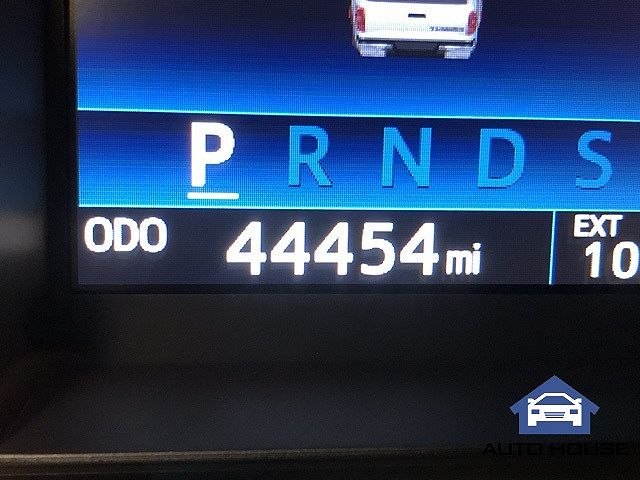 P R N D S
ODO 44454 mi
EXT
10
AUTO HOUSE